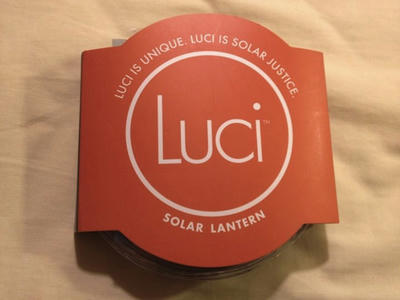 LUCI IS UNIQUE. LUCI IS SOLAR JUSTICE.
Luci™
SOLAR LANTERN